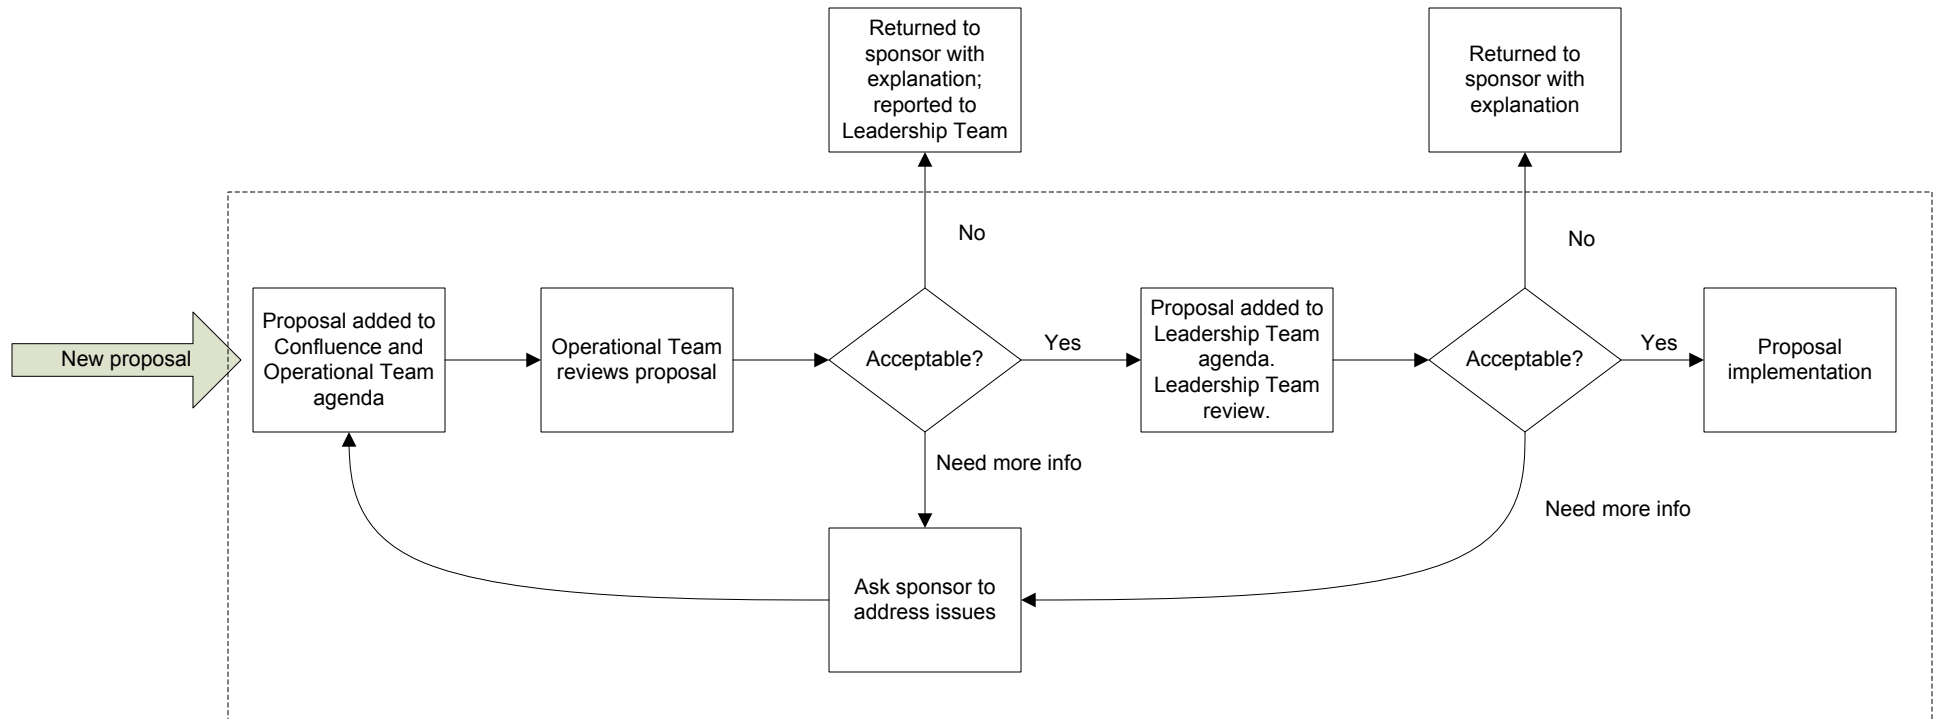 Returned to
sponsor with
explanation;
reported to
Leadership Team
Returned to
sponsor with
explanation
No
No
New proposal
Proposal added to
Confluence and
Operational Team
agenda
Operational Team
reviews proposal
Acceptable?
Yes
Proposal added to
Leadership Team
agenda.
Leadership Team
review.
Acceptable?
Yes
Proposal
implementation
Need more info
Need more info
Ask sponsor to
address issues